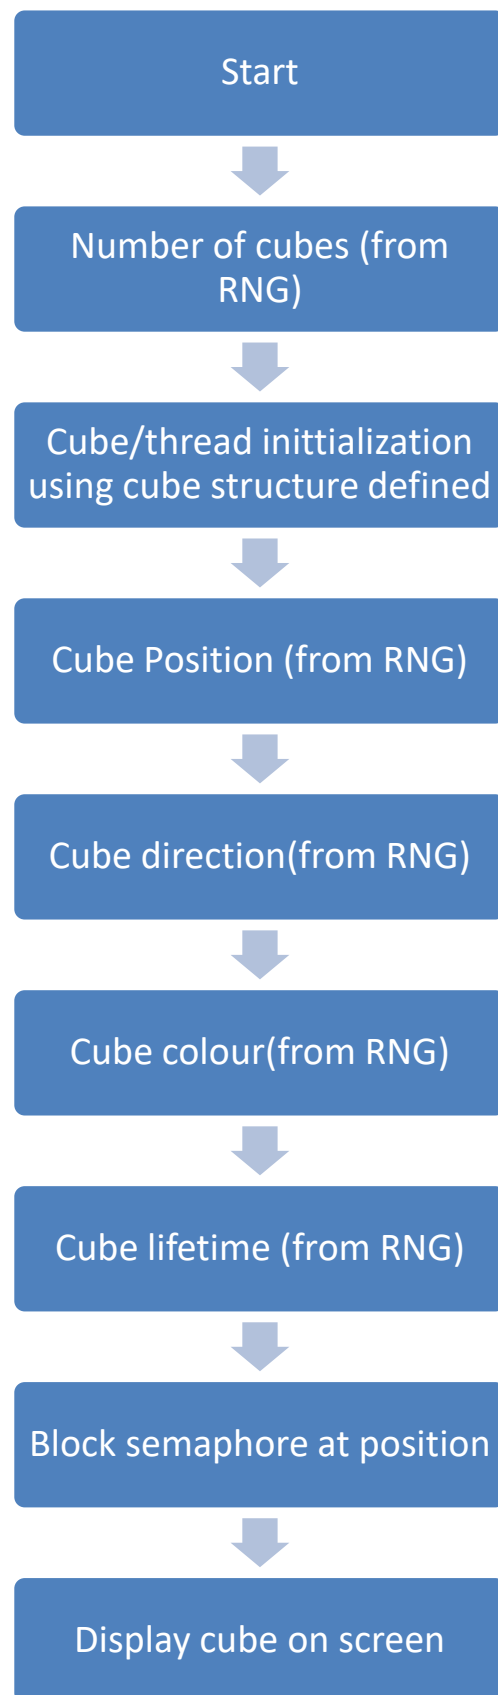 Start
Number of cubes (from
RNG)
Cube/thread inittialization
using cube structure defined
Cube Position (from RNG)
Cube direction(from RNG)
Cube colour(from RNG)
Cube lifetime (from RNG)
Block semaphore at position
Display cube on screen